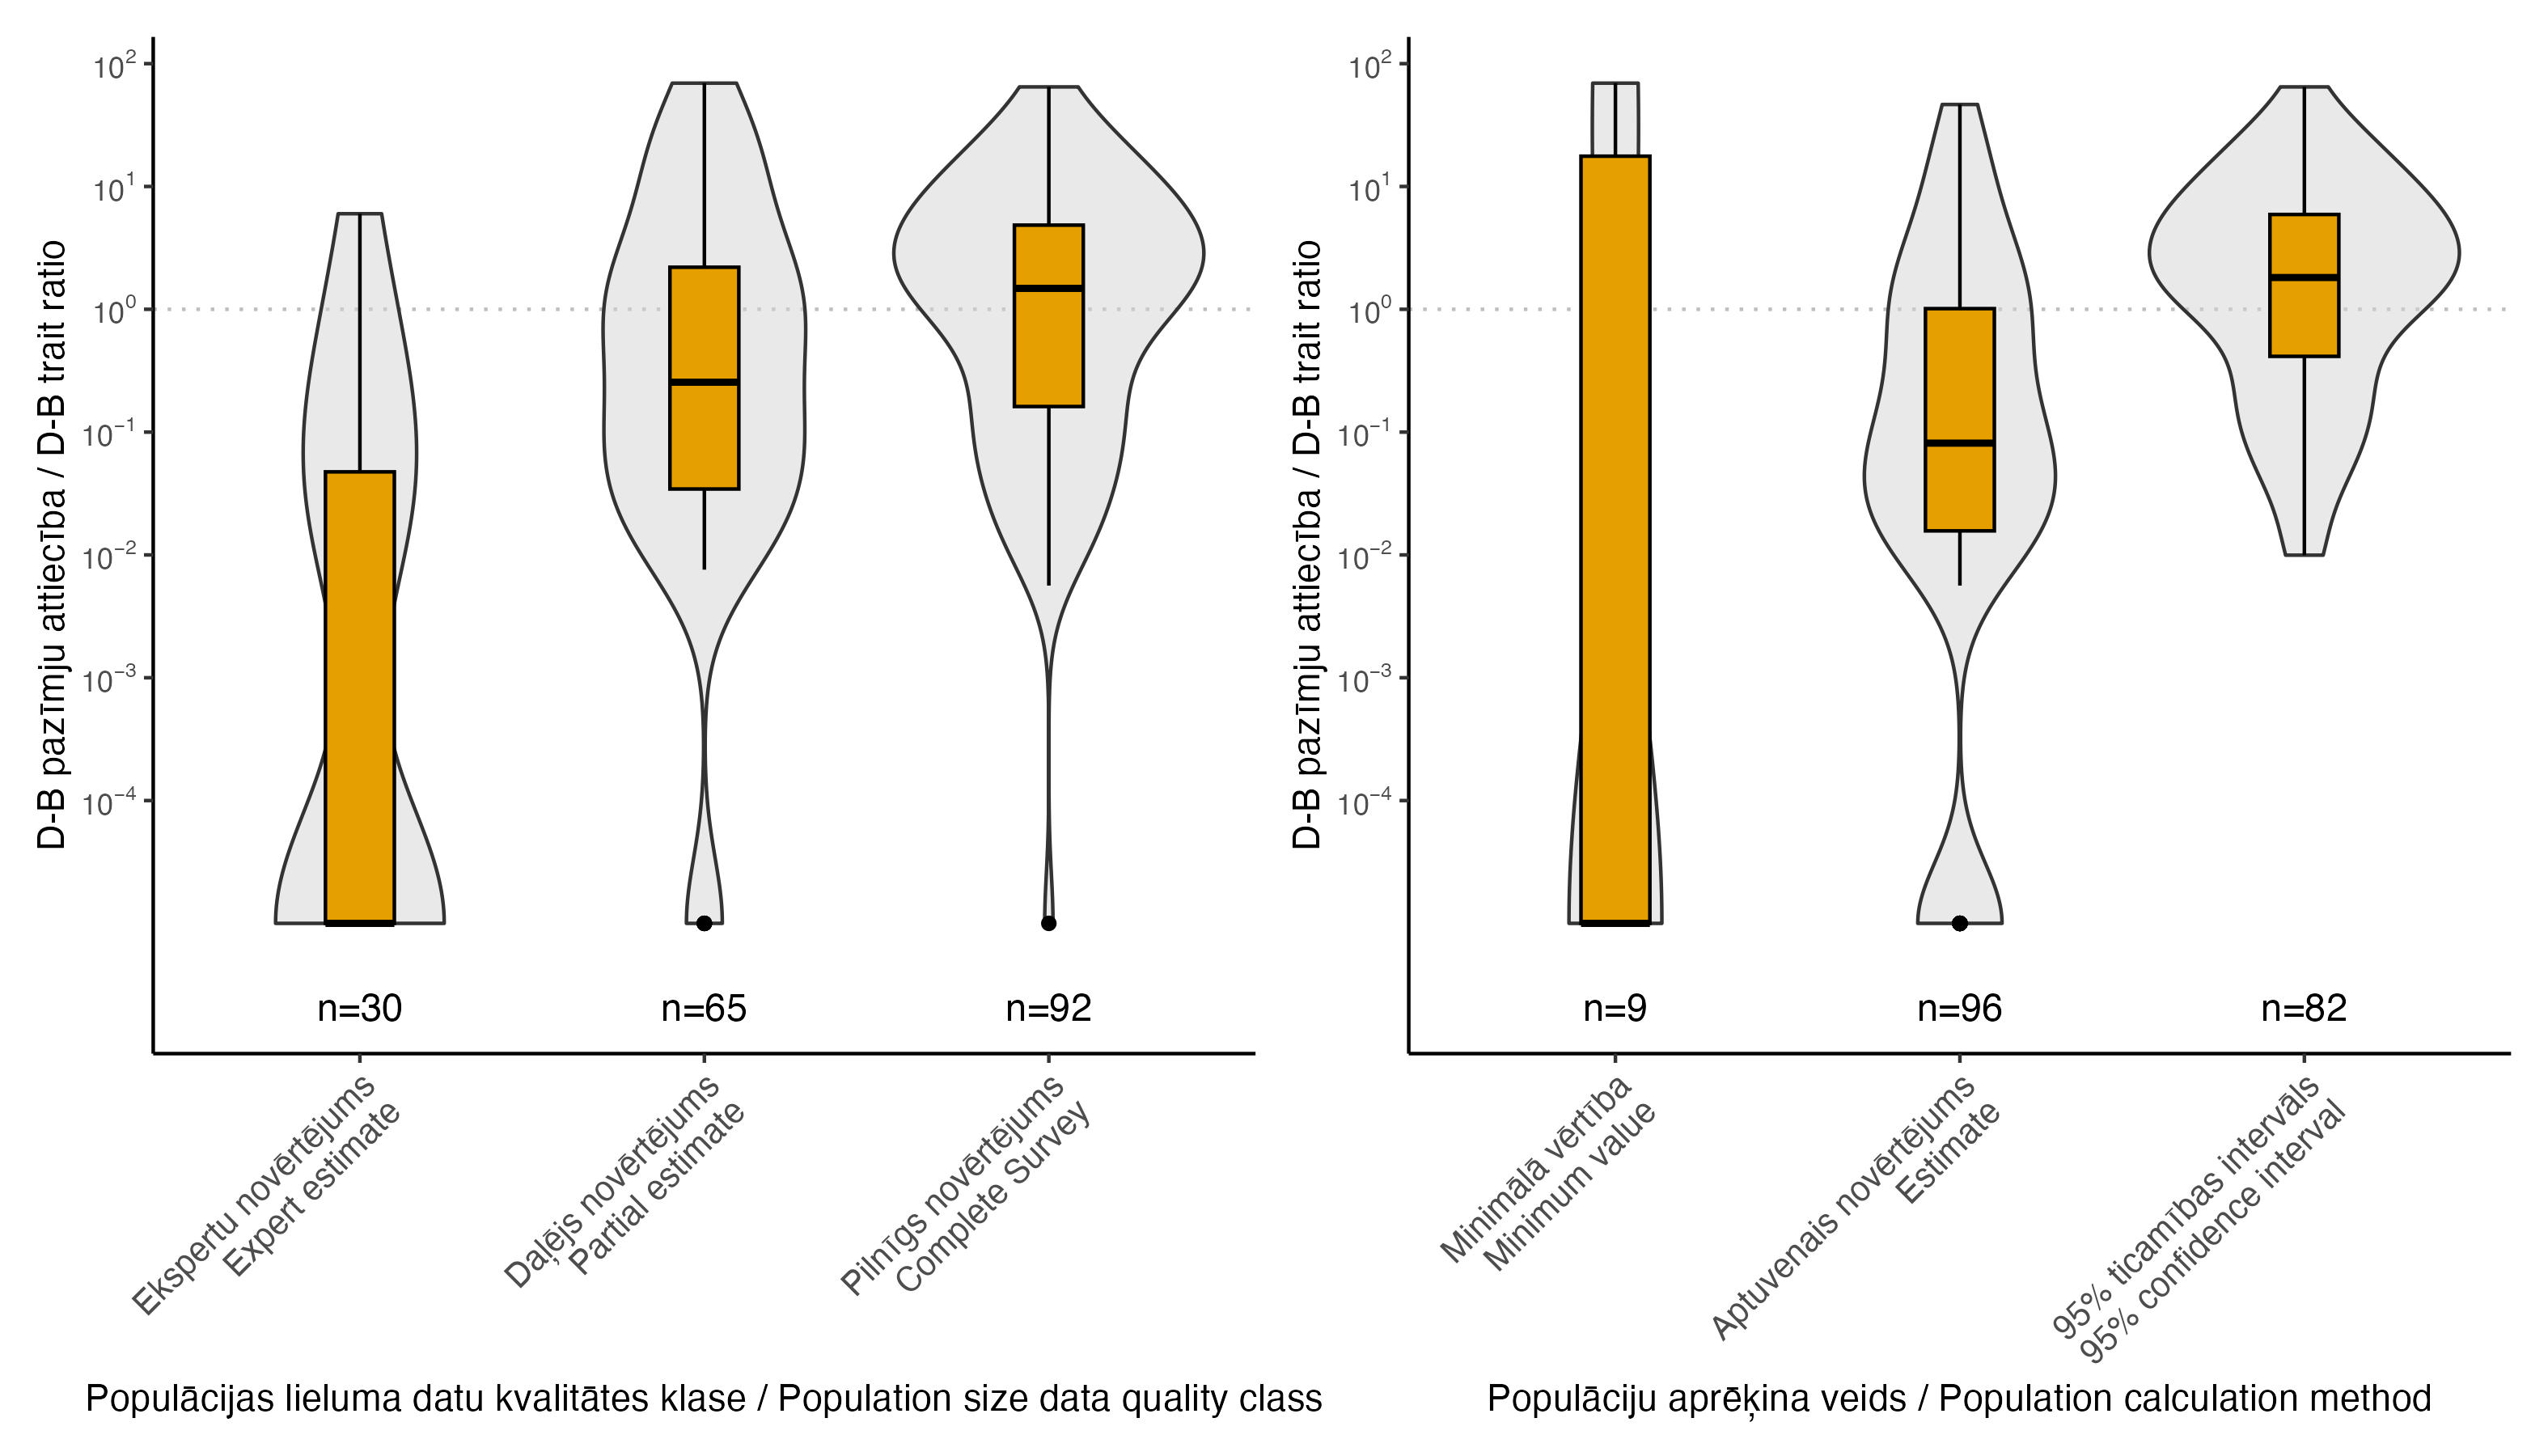 D-B pazīmju attiecība / D-B trait ratio
10²
10¹
10⁰
10⁻¹
10⁻²
10⁻³
10⁻⁴
n=30
n=65
n=92
Ekspertu novērtējums
Expert estimate
Daļējs novērtējums
Partial estimate
Pilnīgs novērtējums
Complete Survey
Populācijas lieluma datu kvalitātes klase / Population size data quality class
D-B pazīmju attiecība / D-B trait ratio
10²
10¹
10⁰
10⁻¹
10⁻²
10⁻³
10⁻⁴
n=9
n=96
n=82
Minimālā vērtība
Minimum value
Aptuvenais novērtējums
Estimate
95% ticamības intervāls
95% confidence interval
Populāciju aprēķina veids / Population calculation method